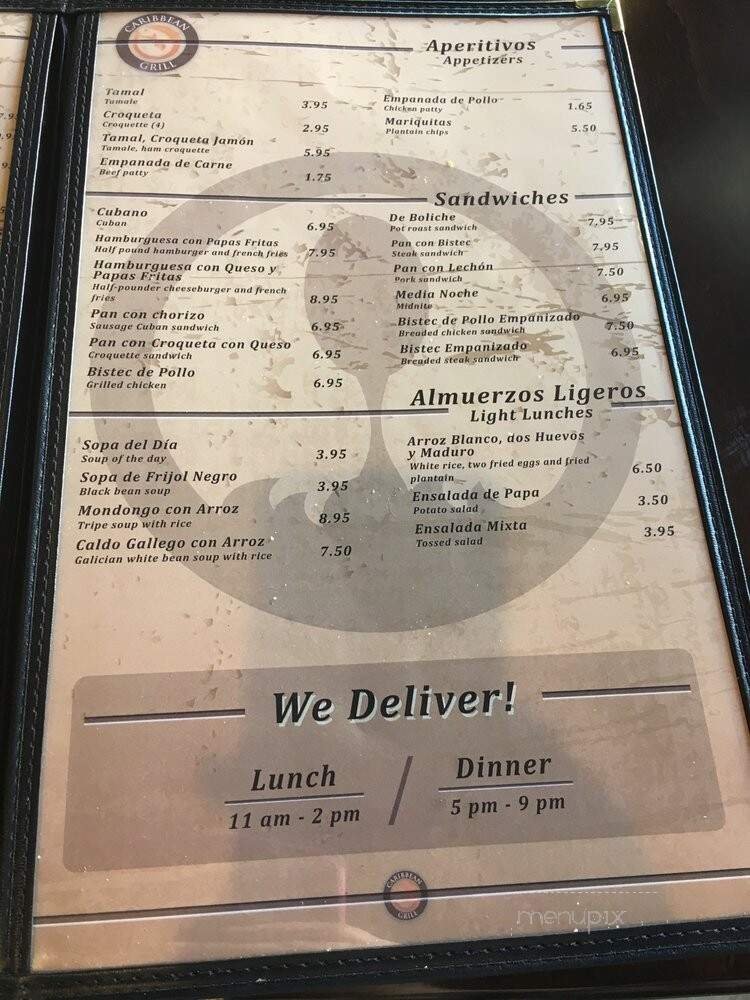 CARIBBEAN
GRILL
Aperitivos
Appetizers
Tamal
Tamale 3.95
Croqueta
Croquette (4) 2.95
Tamal, Croqueta Jamón
Tamale, ham croquette 5.95
Empanada de Carne
Beef patty 1.75
Empanada de Pollo
Chicken patty 1.65
Mariquitas
Plantain chips 5.50
Sandwiches
Cubano
Cuban 6.95
Hamburguesa con Papas Fritas
Half pound hamburger and french fries 7.95
Hamburguesa con Queso y
Papas Fritas
Half-pounder cheeseburger and french
fries 8.95
Pan con chorizo
Sausage Cuban sandwich 6.95
Pan con Croqueta con Queso
Croquette sandwich 6.95
Bistec de Pollo
Grilled chicken 6.95
De Boliche
Pot roast sandwich 7.95
Pan con Bistec
Steak sandwich 7.95
Pan con Lechón
Pork sandwich 7.50
Media Noche
Midnite 6.95
Bistec de Pollo Empanizado
Breaded chicken sandwich 7.50
Bistec Empanizado
Breaded steak sandwich 6.95
Almuerzos Ligeros
Light Lunches
Sopa del Día
Soup of the day 3.95
Sopa de Frijol Negro
Black bean soup 3.95
Mondongo con Arroz
Tripe soup with rice 8.95
Caldo Gallego con Arroz
Galician white bean soup with rice 7.50
Arroz Blanco, dos Huevos
y Maduro
White rice, two fried eggs and fried
plantain 6.50
Ensalada de Papa
Potato salad 3.50
Ensalada Mixta
Tossed salad 3.95
We Deliver!
Lunch / Dinner
11 am - 2 pm 5 pm - 9 pm
CARIBBEAN
GRILL
menupix